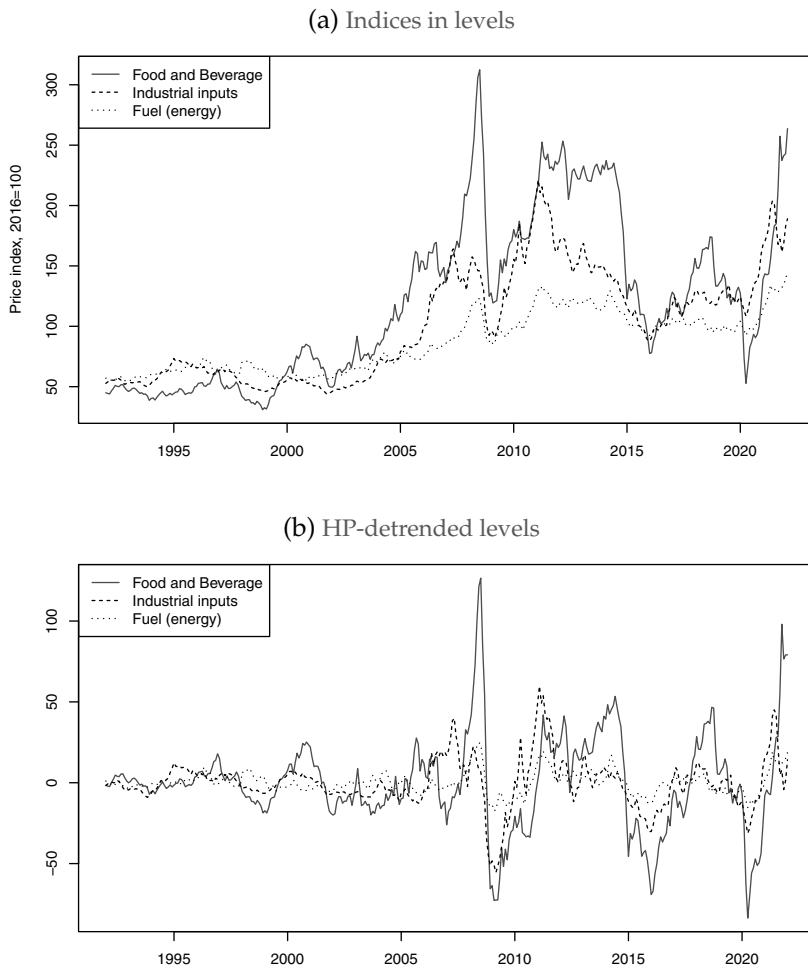 (a) Indices in levels
Food and Beverage
Industrial inputs
Fuel (energy)
Price index, 2016=100
300
250
200
150
100
50
1995 2000 2005 2010 2015 2020
(b) HP-detrended levels
Food and Beverage
Industrial inputs
Fuel (energy)
100
50
0
−50
1995 2000 2005 2010 2015 2020